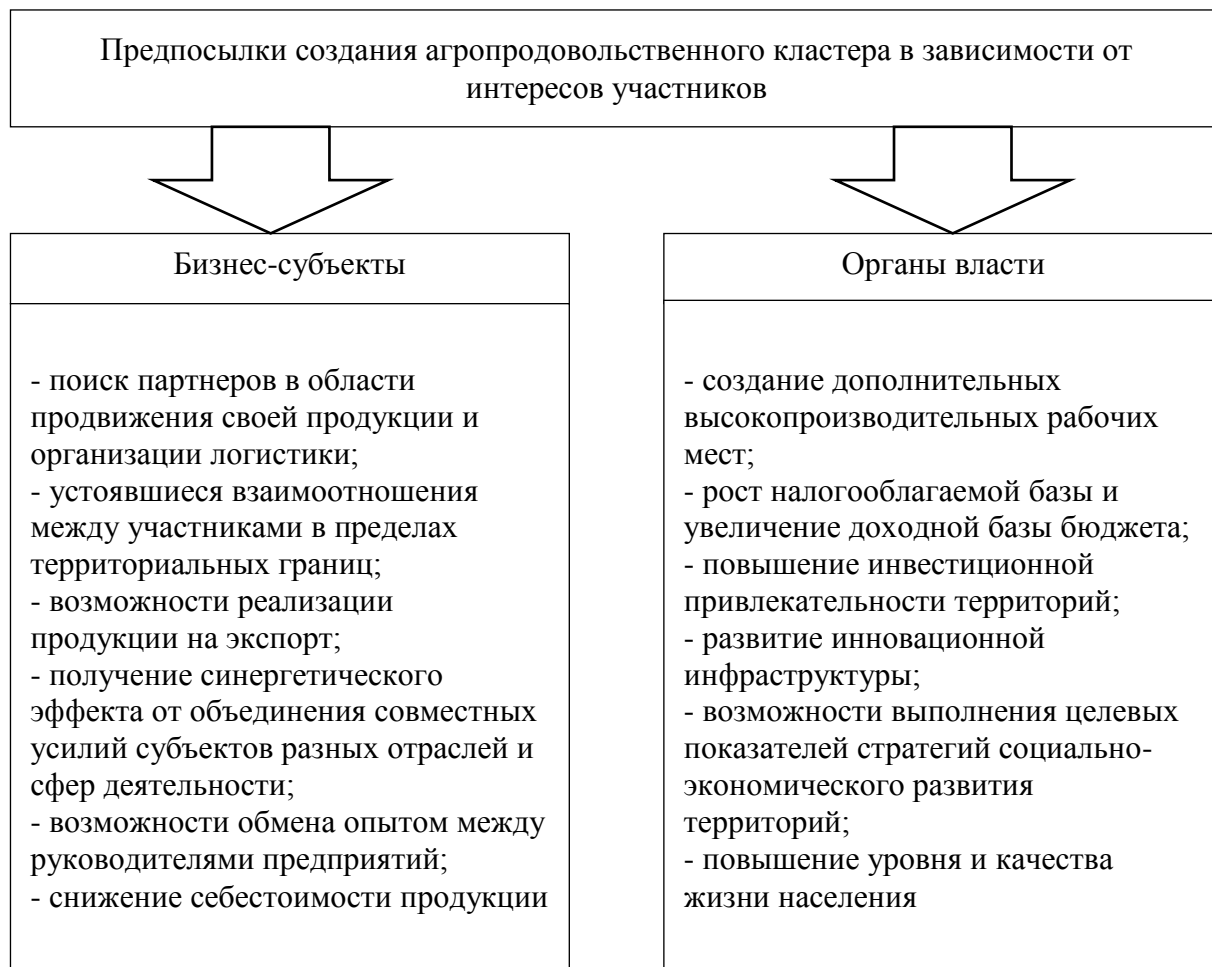 Предпосылки создания агропродовольственного кластера в зависимости от
интересов участников
Бизнес-субъекты
- поиск партнеров в области
продвижения своей продукции и
организации логистики;
- устоявшиеся взаимоотношения
между участниками в пределах
территориальных границ;
- возможности реализации
продукции на экспорт;
- получение синергетического
эффекта от объединения совместных
усилий субъектов разных отраслей и
сфер деятельности;
- возможности обмена опытом между
руководителями предприятий;
- снижение себестоимости продукции
Органы власти
- создание дополнительных
высокопроизводительных рабочих
мест;
- рост налогооблагаемой базы и
увеличение доходной базы бюджета;
- повышение инвестиционной
привлекательности территорий;
- развитие инновационной
инфраструктуры;
- возможности выполнения целевых
показателей стратегий социально-
экономического развития
территорий;
- повышение уровня и качества
жизни населения